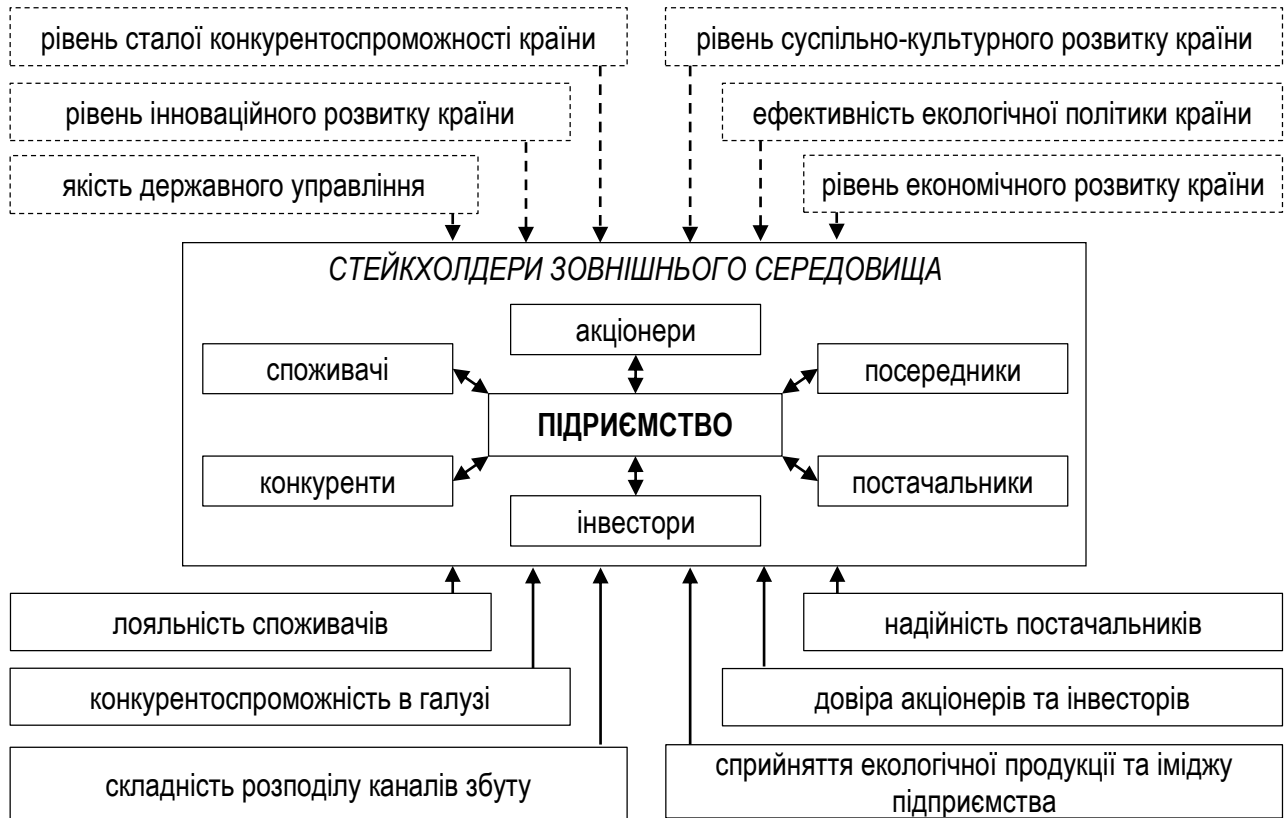 рівень сталої конкурентоспроможності країни
рівень суспільно-культурного розвитку країни
рівень інноваційного розвитку країни
ефективність екологічної політики країни
якість державного управління
рівень економічного розвитку країни
СТЕЙКХОЛДЕРИ ЗОВНІШНЬОГО СЕРЕДОВИЩА
акціонери
споживачі
посередники
ПІДРИЄМСТВО
конкуренти
постачальники
інвестори
лояльність споживачів
надійність постачальників
конкурентоспроможність в галузі
довіра акціонерів та інвесторів
складність розподілу каналів збуту
сприйняття екологічної продукції та іміджу
підприємства